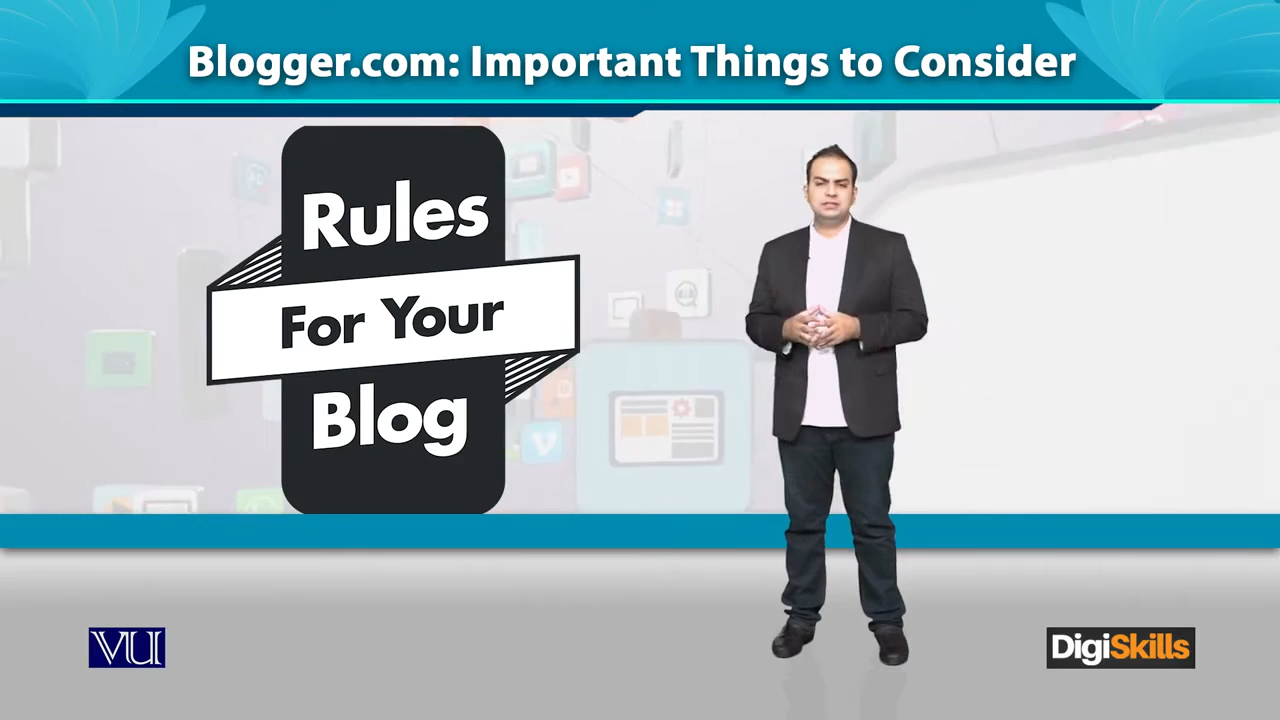 Blogger.com: Important Things to Consider
Rules
For Your
Blog
VU
DigiSkills